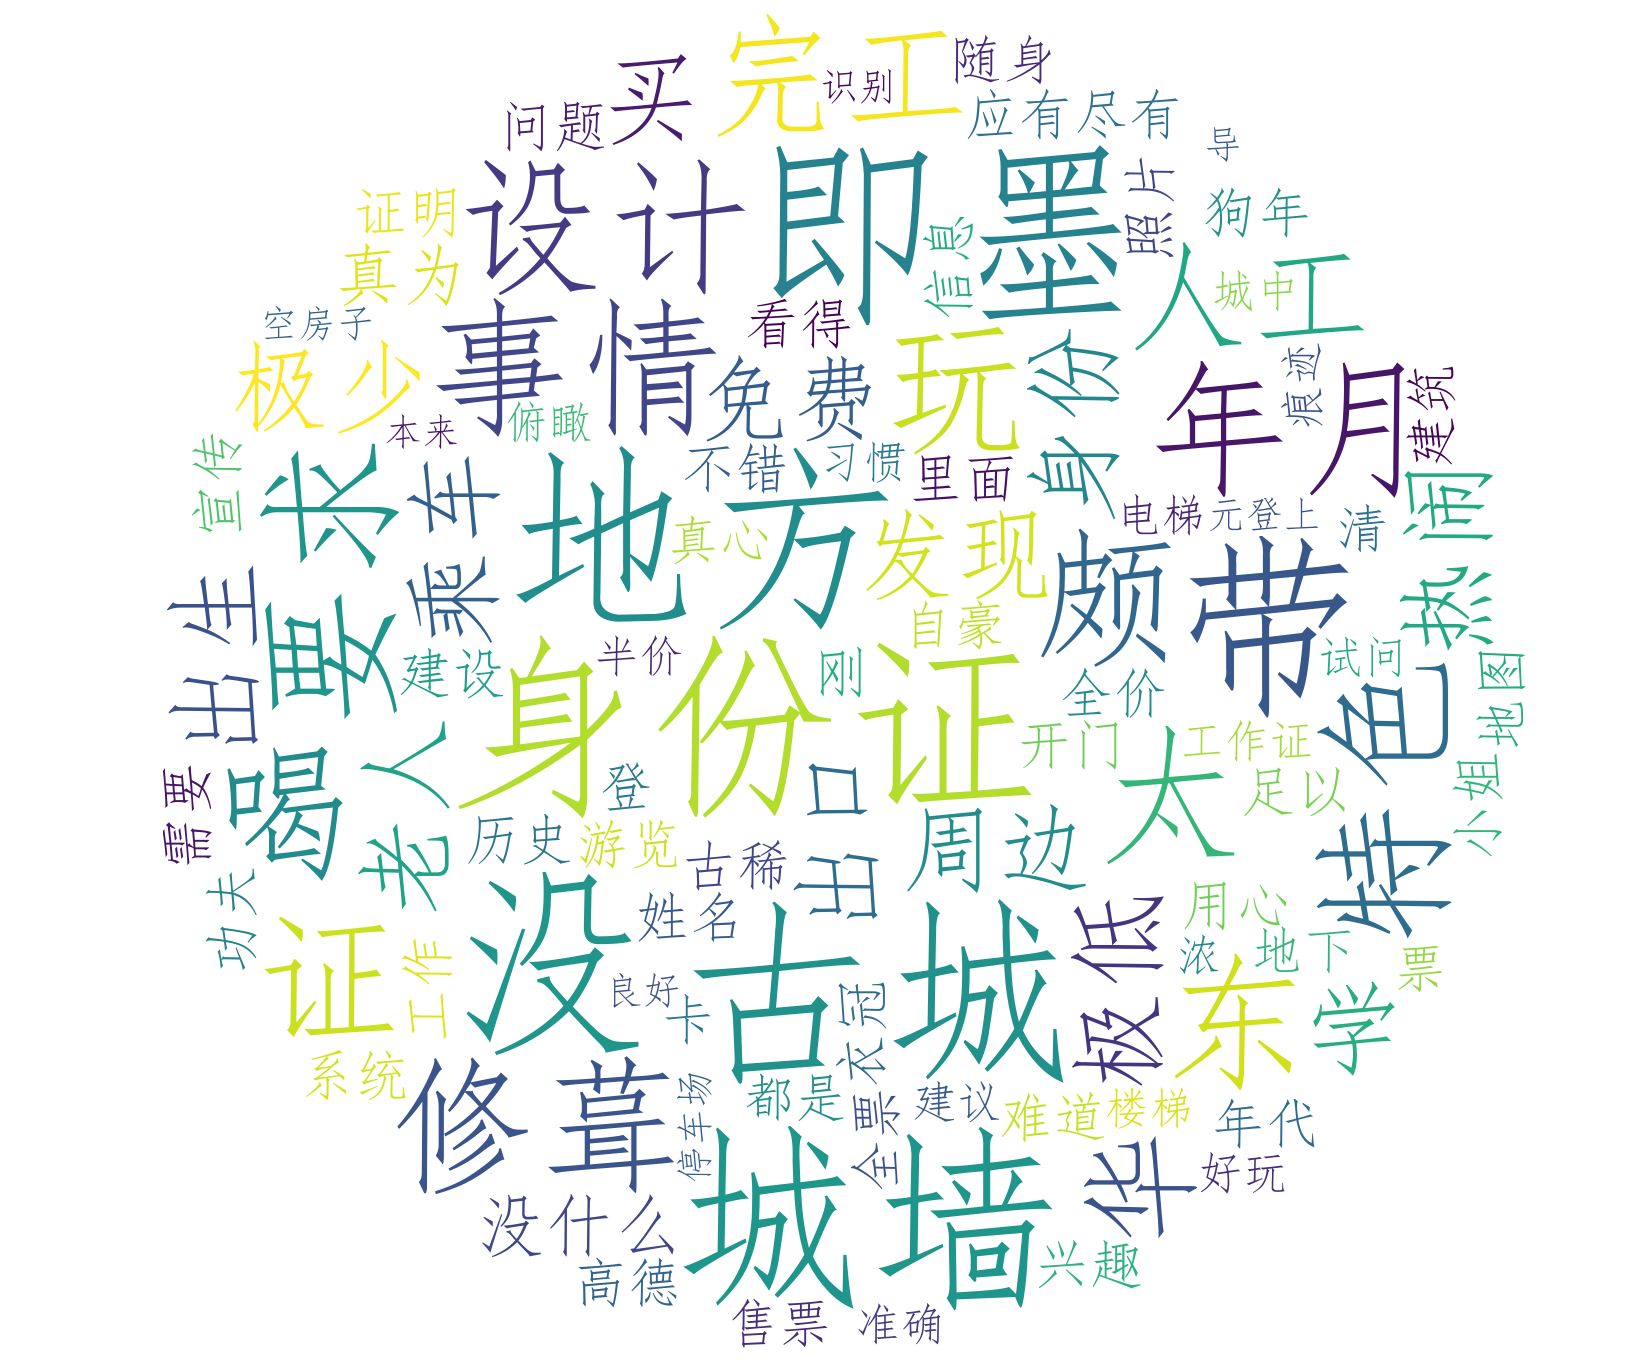 完工
买
识别
随身
问题
应有尽有
导
设计
即墨
照片
证明
狗年
真为
信息
人工
城中
空房子
事情
看得
玩
身份
痕迹
年月
建筑
极少
免费
本来
俯瞰
不错
习惯
里面
宣传
要求
乘车
地方
真心
发现
电梯
元登上
清
热闹
颇带
自豪
出生
建设
身份证
半价
刚
全价
试问
特色
地图
小姐
开门
工作证
太
足以
需要
喝
老人
登
出口
周边
历史
游览
古稀
功夫
证
工作
没
姓名
古城
极低
用心
浓
地下
票
东
学
良好
卡
衣冠
系统
修葺
停车场
都是
全票
建议
难道
楼梯
年代
华
好玩
没什么
城墙
兴趣
高德
售票
准确